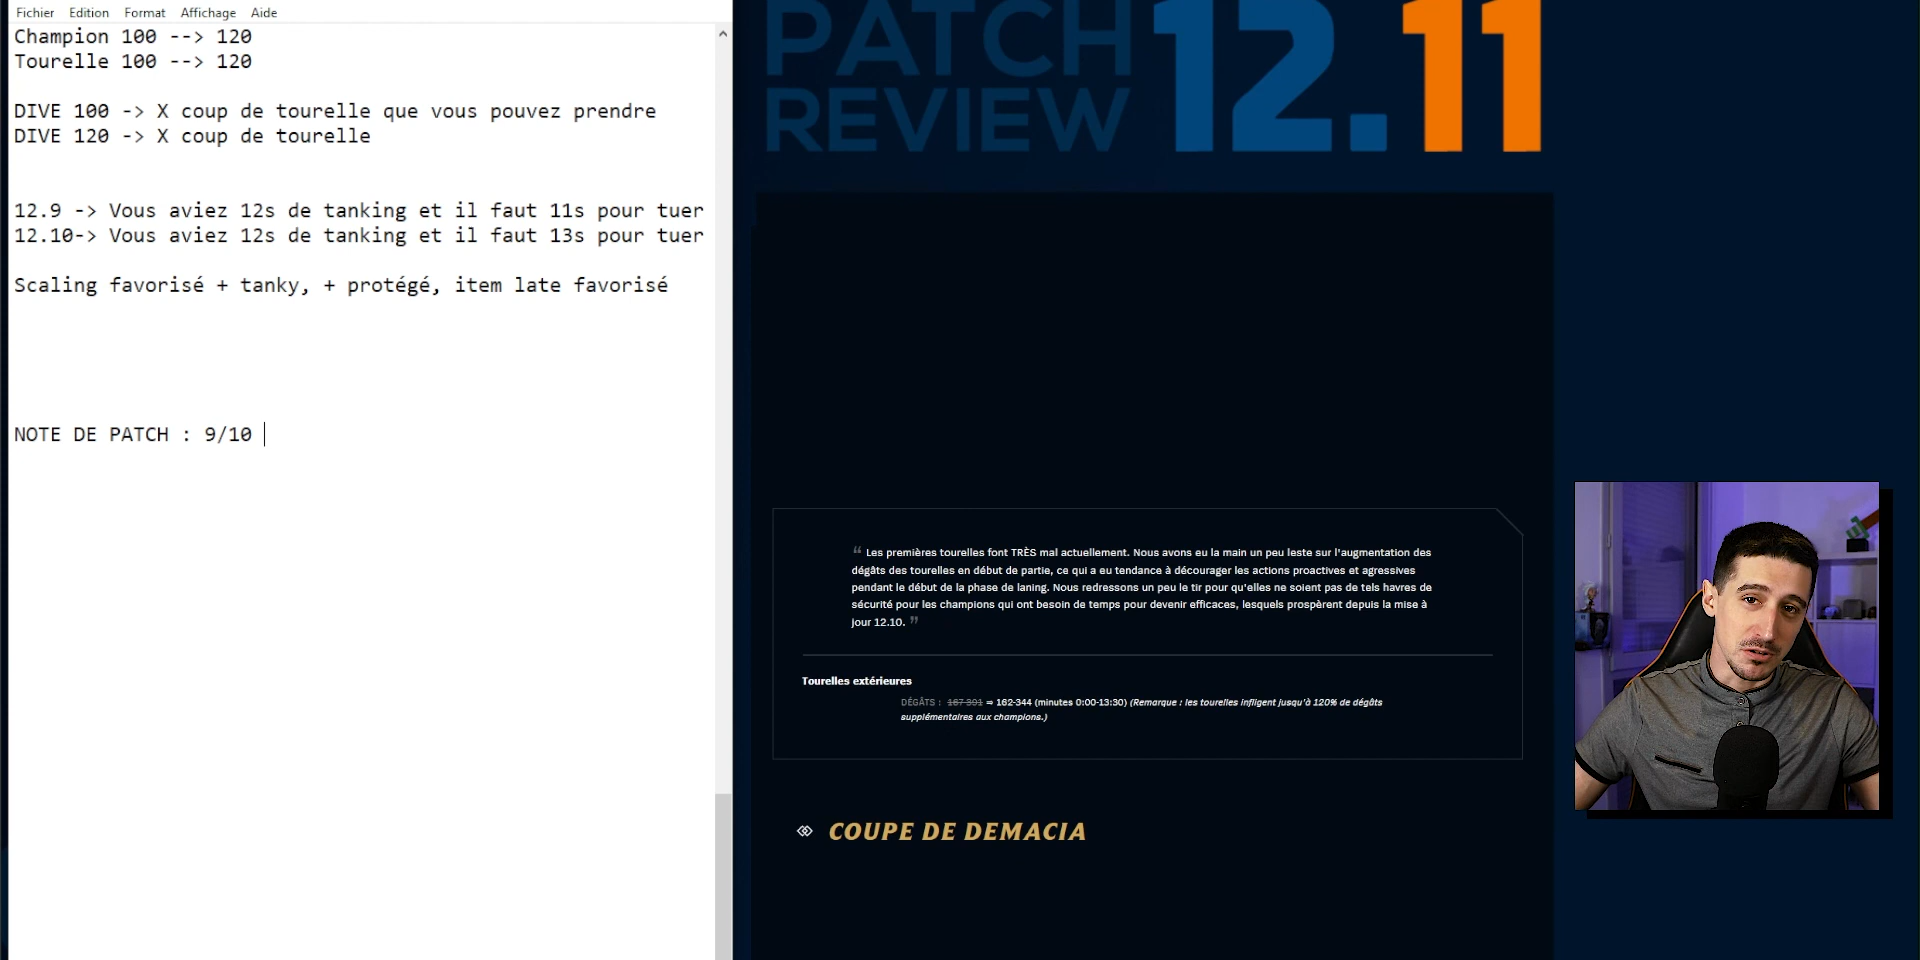 Fichier Edition Format Affichage Aide
Champion 100 --> 120
Tourelle 100 --> 120
DIVE 100 -> X coup de tourelle que vous pouvez prendre
DIVE 120 -> X coup de tourelle
12.9 -> Vous aviez 12s de tanking et il faut 11s pour tuer
12.10-> Vous aviez 12s de tanking et il faut 13s pour tuer
Scaling favorisé + tanky, + protégé, item late favorisé
NOTE DE PATCH : 9/10
PATCH
REVIEW
12.11
“ Les premières tourelles font TRÈS mal actuellement. Nous avons eu la main un peu leste sur l'augmentation des
dégâts des tourelles en début de partie, ce qui a eu tendance à décourager les actions proactives et agressives
pendant le début de la phase de laning. Nous redressons un peu le tir pour qu'elles ne soient pas de tels havres de
sécurité pour les champions qui ont besoin de temps pour devenir efficaces, lesquels prospèrent depuis la mise à
jour 12.10. ”
Tourelles extérieures
DÉGÂTS : 167-391 ⇒ 162-344 (minutes 0:00-13:30) (Remarque : les tourelles infligent jusqu'à 120% de dégâts
supplémentaires aux champions.)
COUPE DE DEMACIA